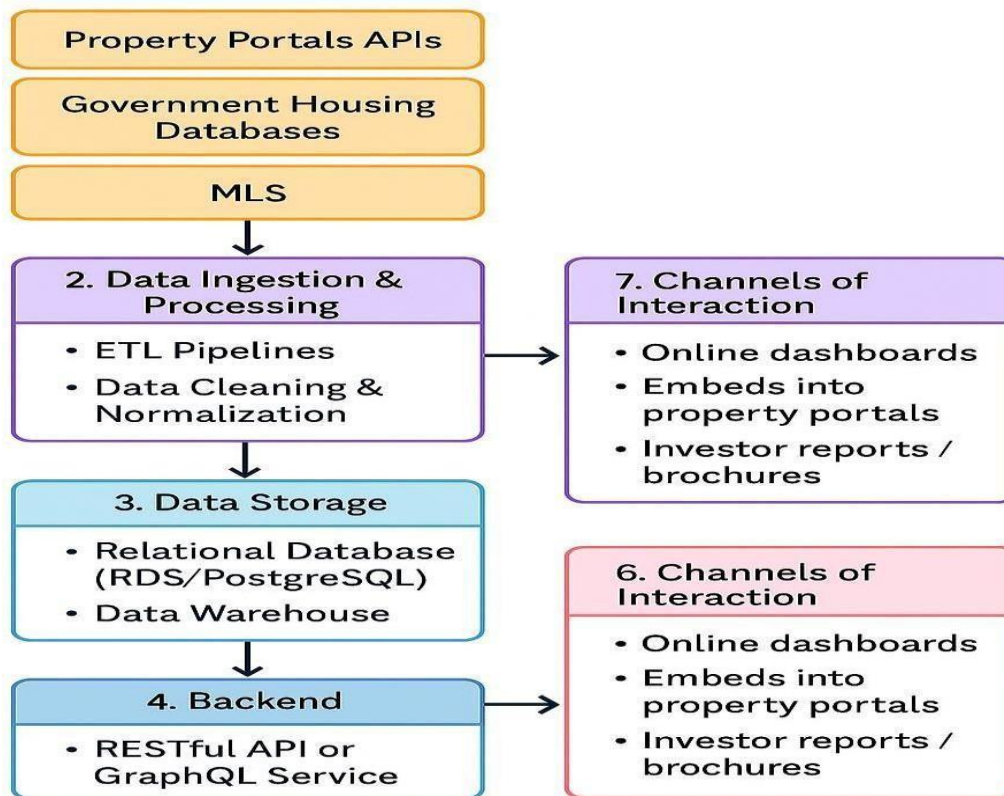 Property Portals APIs
Government Housing
Databases
MLS
2. Data Ingestion &
Processing
• ETL Pipelines
• Data Cleaning &
Normalization
3. Data Storage
• Relational Database
(RDS/PostgreSQL)
• Data Warehouse
4. Backend
• RESTful API or
GraphQL Service
7. Channels of
Interaction
• Online dashboards
• Embeds into
property portals
• Investor reports /
brochures
6. Channels of
Interaction
• Online dashboards
• Embeds into
property portals
• Investor reports /
brochures